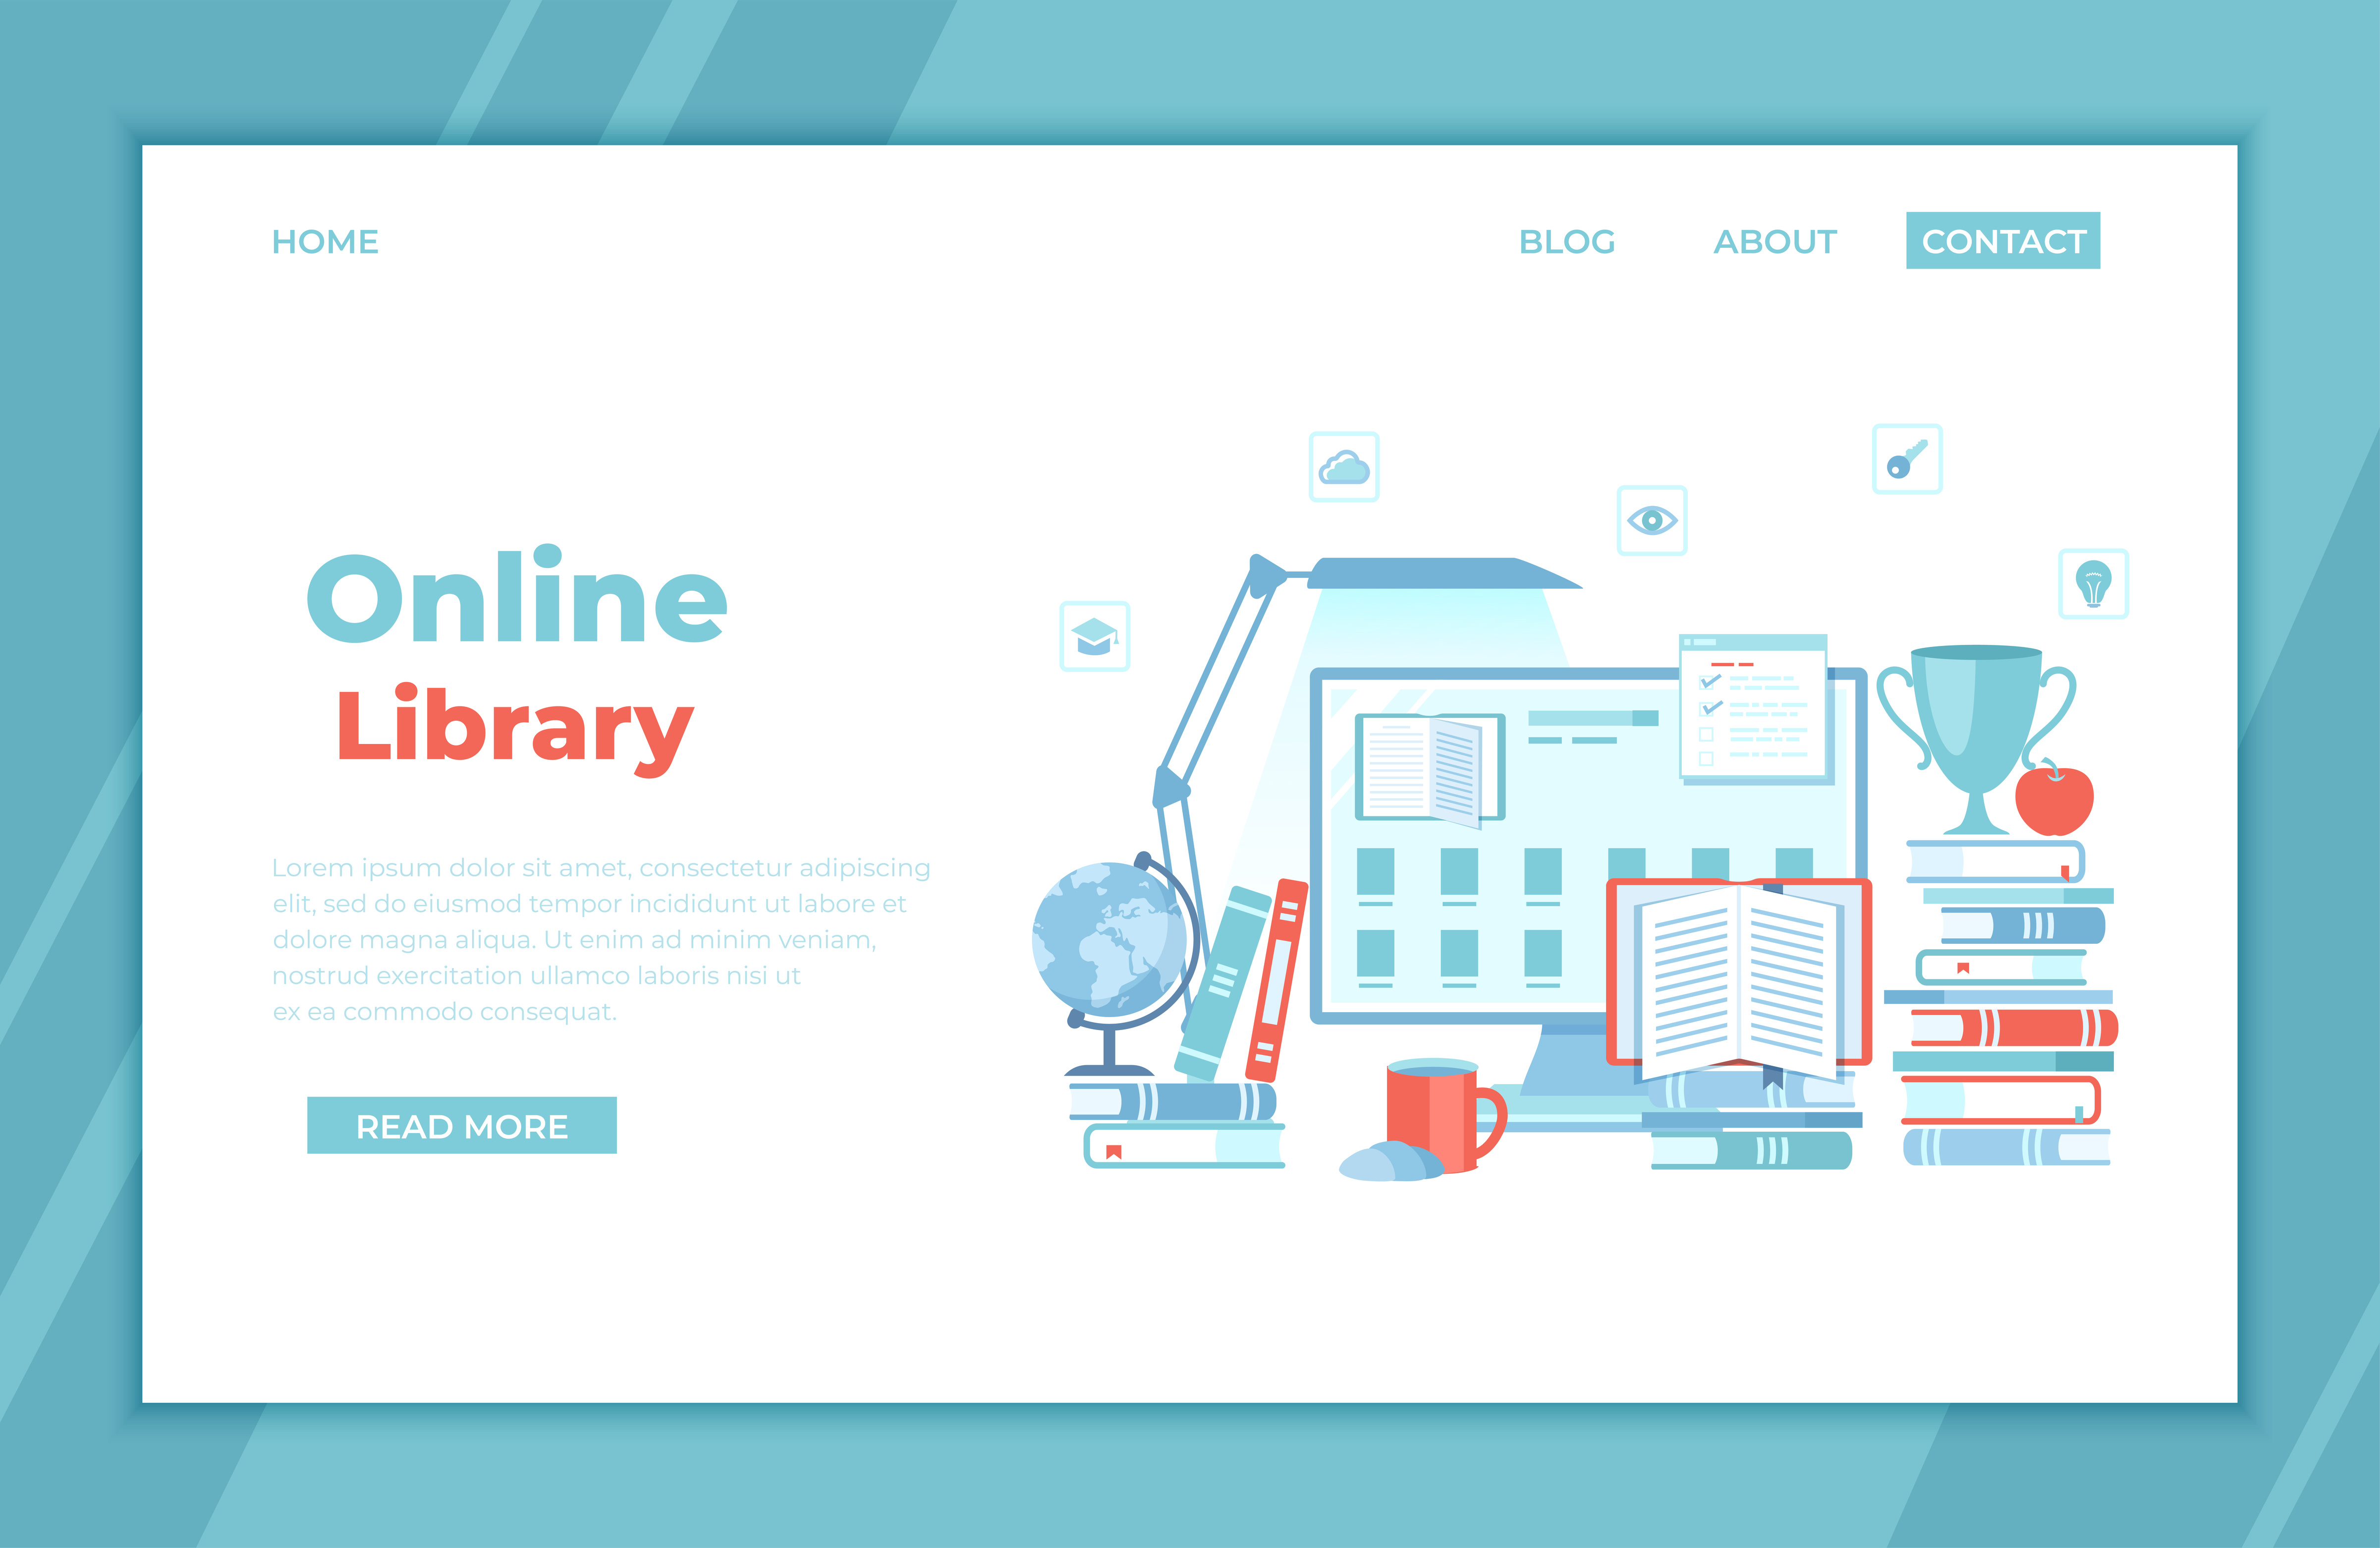 HOME
BLOG
ABOUT
CONTACT
Online
Library
Lorem ipsum dolor sit amet, consectetur adipiscing
elit, sed do eiusmod tempor incididunt ut labore et
dolore magna aliqua. Ut enim ad minim veniam,
nostrud exercitation ullamco laboris nisi ut
ex ea commodo consequat.
READ MORE